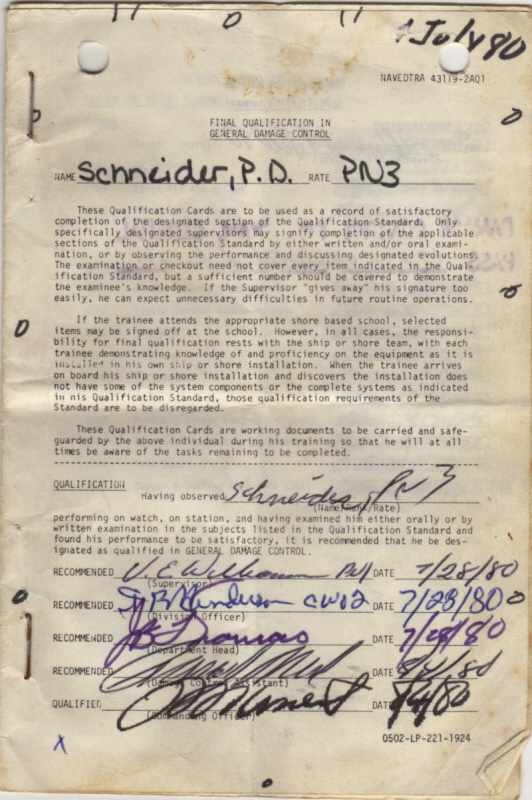 1 July 80
NAVEDTRA 43119-2AQ1
FINAL QUALIFICATION IN
GENERAL DAMAGE CONTROL
NAME Schneider, P.D. RATE PN3
These Qualification Cards are to be used as a record of satisfactory
completion of the designated section of the Qualification Standard. Only
specifically designated supervisors may signify completion of the applicable
sections of the Qualification Standard by either written and/or oral exami-
nation, or by observing the performance and discussing designated evolutions.
The examination or checkout need not cover every item indicated in the Qual-
ification Standard, but a sufficient number should be covered to demonstrate
the examinee's knowledge. If the Supervisor "gives away" his signature too
easily, he can expect unnecessary difficulties in future routine operations.
If the trainee attends the appropriate shore based school, selected
items may be signed off at the school. However, in all cases, the responsi-
bility for final qualification rests with the ship or shore team, with each
trainee demonstrating knowledge of and proficiency on the equipment as it is
installed in his own ship or shore installation. When the trainee arrives
on board his ship or shore installation and discovers the installation does
not have some of the system components or the complete systems as indicated
in his Qualification Standard, those qualification requirements of the
Standard are to be disregarded.
These Qualification Cards are working documents to be carried and safe-
guarded by the above individual during his training so that he will at all
times be aware of the tasks remaining to be completed.
QUALIFICATION
Having observed Schneider, PN3
(Name/Rank/Rate)
performing on watch, on station, and having examined him either orally or by
written examination in the subjects listed in the Qualification Standard and
found his performance to be satisfactory, it is recommended that he be des-
ignated as qualified in GENERAL DAMAGE CONTROL.
RECOMMENDED DATE 7/28/80
(Supervisor)
RECOMMENDED CWO2 DATE 7/28/80
(Division Officer)
RECOMMENDED DATE 7/28/80
(Department Head)
RECOMMENDED DATE 8/4/80
(Damage Control Assistant)
QUALIFIED DATE 8/4/80
(Commanding Officer)
X 0502-LP-221-1924